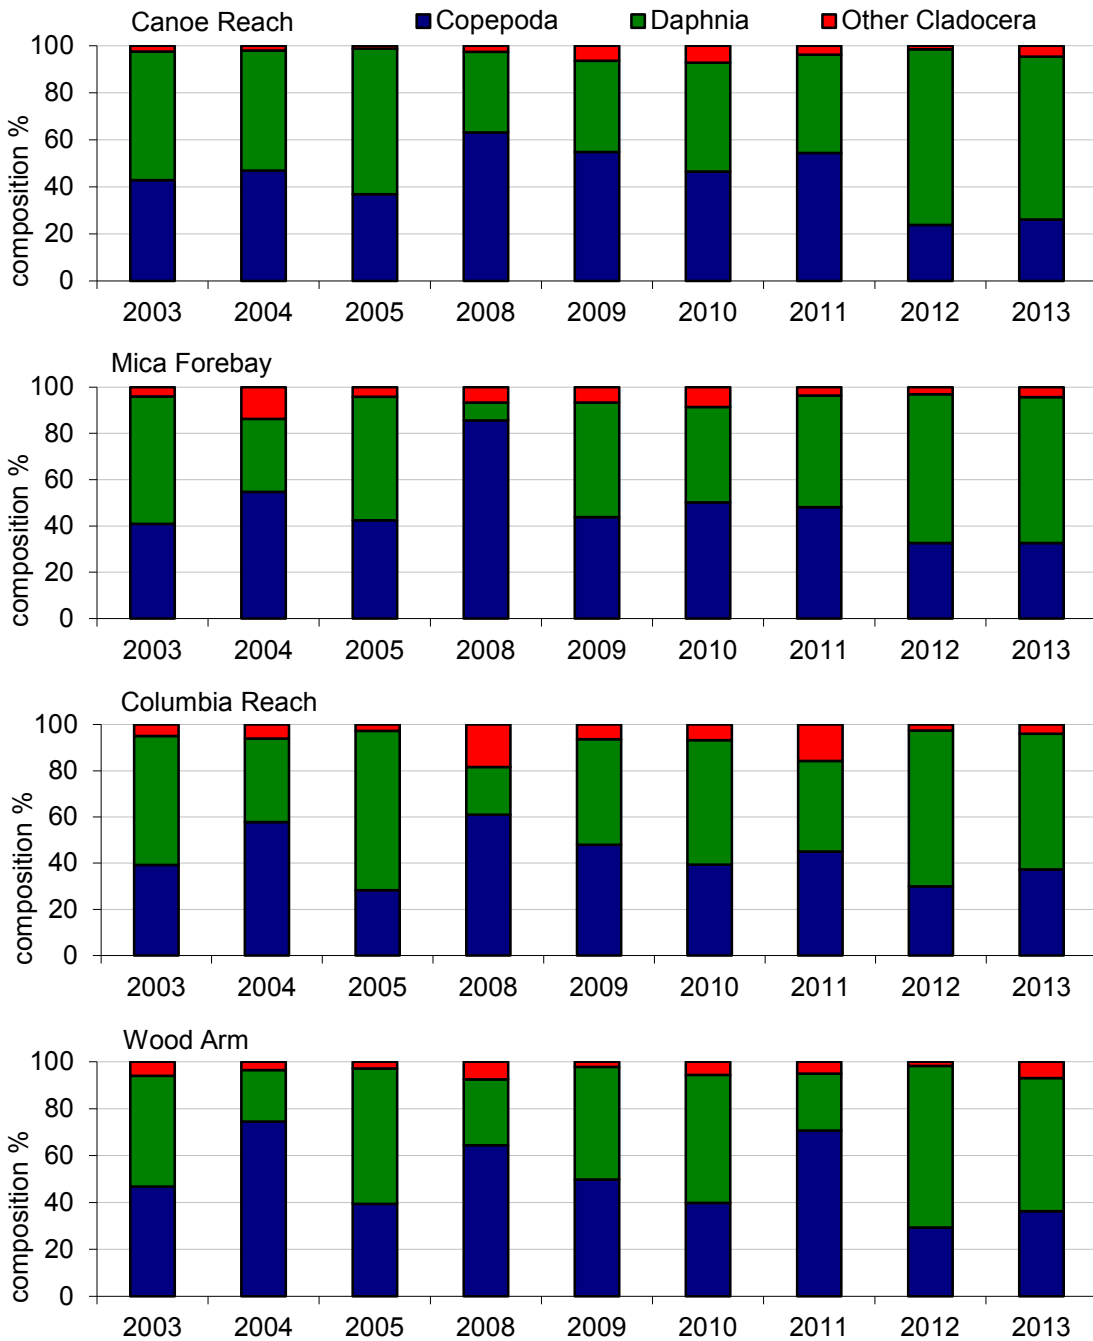 Canoe Reach
Copepoda Daphnia Other Cladocera
composition %
100
80
60
40
20
0
2003 2004 2005 2008 2009 2010 2011 2012 2013
Mica Forebay
composition %
100
80
60
40
20
0
2003 2004 2005 2008 2009 2010 2011 2012 2013
Columbia Reach
composition %
100
80
60
40
20
0
2003 2004 2005 2008 2009 2010 2011 2012 2013
Wood Arm
composition %
100
80
60
40
20
0
2003 2004 2005 2008 2009 2010 2011 2012 2013